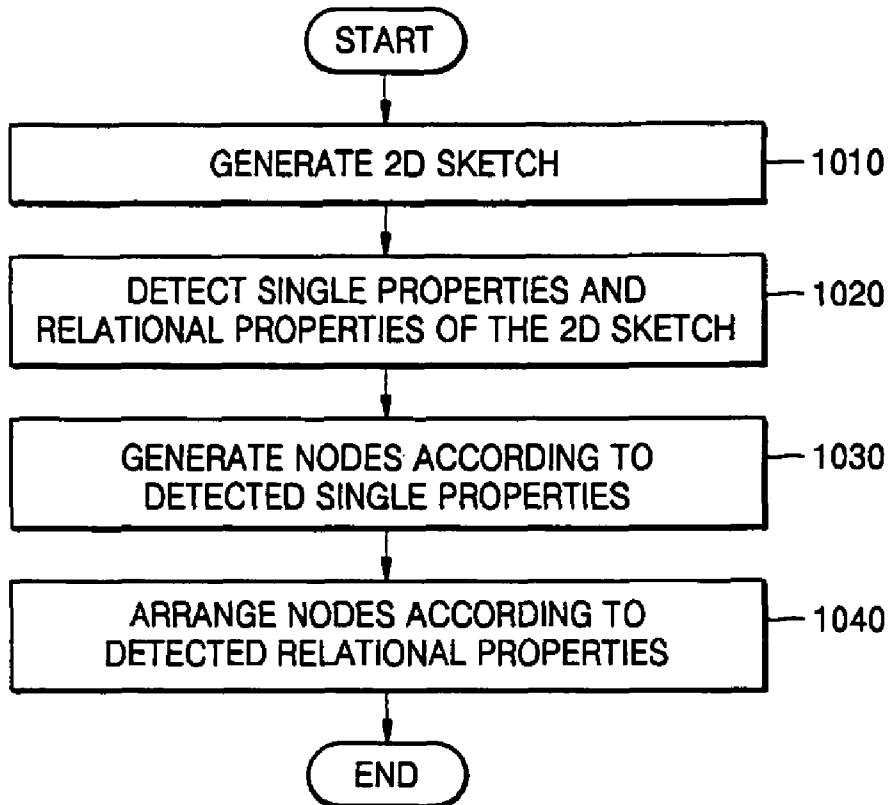 START
GENERATE 2D SKETCH
1010
DETECT SINGLE PROPERTIES AND
RELATIONAL PROPERTIES OF THE 2D SKETCH
1020
GENERATE NODES ACCORDING TO
DETECTED SINGLE PROPERTIES
1030
ARRANGE NODES ACCORDING TO
DETECTED RELATIONAL PROPERTIES
1040
END